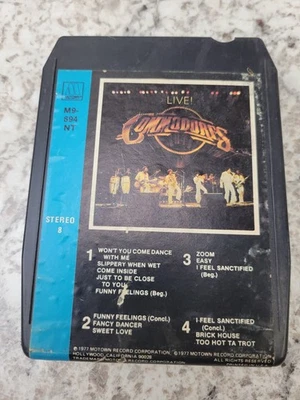 M
M9-
894
NT
LIVE!
COMMODORES
STEREO
8
1
WON'T YOU COME DANCE
WITH ME
SLIPPERY WHEN WET
COME INSIDE
JUST TO BE CLOSE
TO YOU
FUNNY FEELINGS (Beg.)
3
ZOOM
EASY
I FEEL SANCTIFIED
(Beg.)
2
FUNNY FEELINGS (Concl.)
FANCY DANCER
SWEET LOVE
4
I FEEL SANCTIFIED
(Concl.)
BRICK HOUSE
TOO HOT TA TROT
©1977 MOTOWN RECORD CORPORATION
HOLLYWOOD, CALIFORNIA 90028
℗1977 MOTOWN RECORD CORPORATION
ALL RIGHTS RESERVED